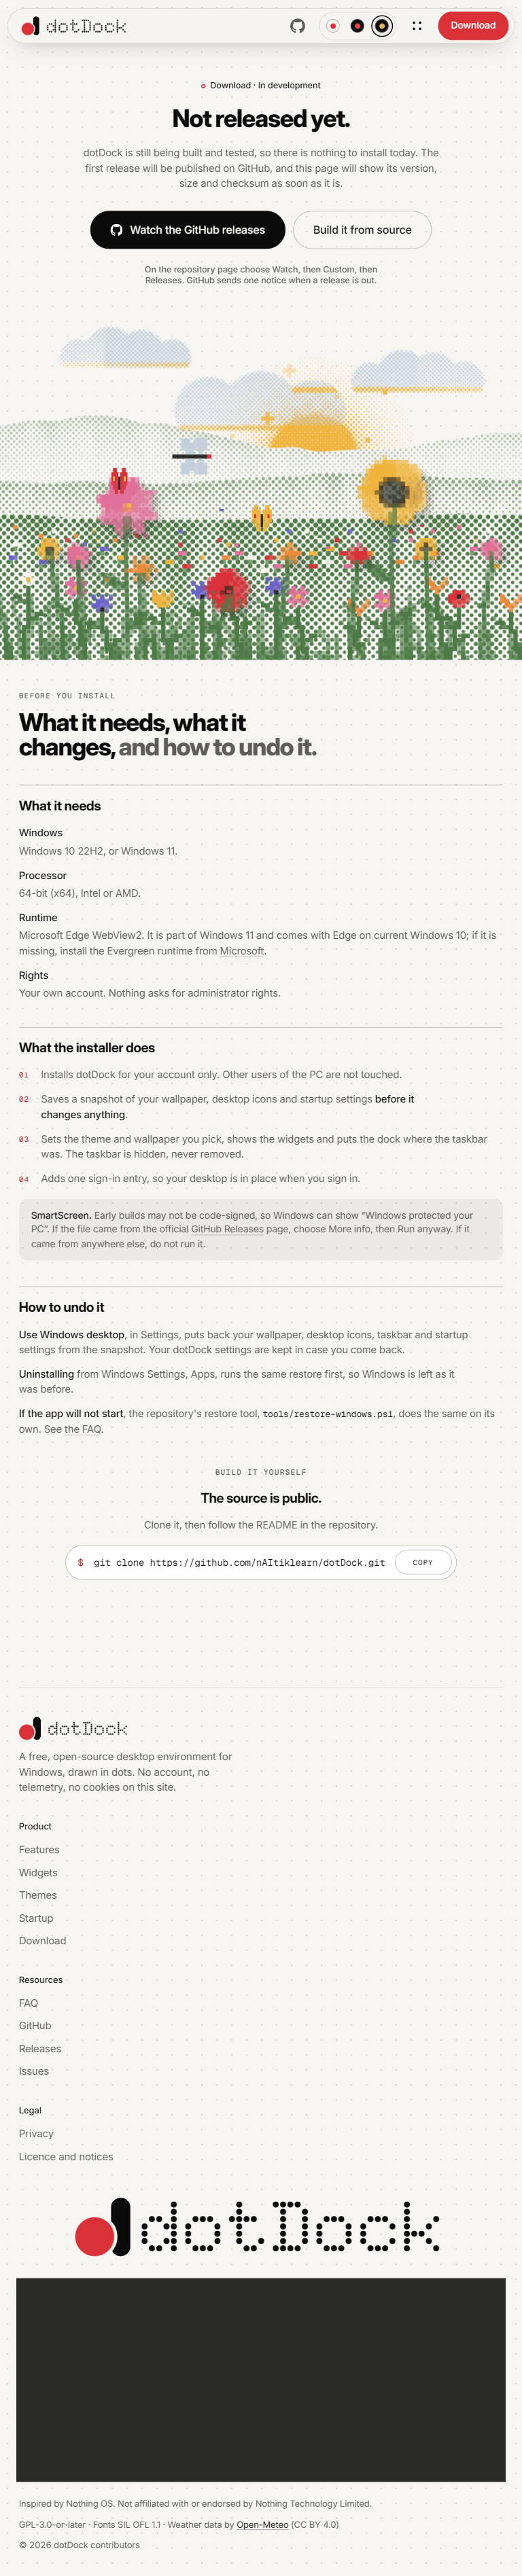 dotDock
Download
Download · In development
Not released yet.
dotDock is still being built and tested, so there is nothing to install today. The
first release will be published on GitHub, and this page will show its version,
size and checksum as soon as it is.
Watch the GitHub releases
Build it from source
On the repository page choose Watch, then Custom, then
Releases. GitHub sends one notice when a release is out.
BEFORE YOU INSTALL
What it needs, what it
changes, and how to undo it.
What it needs
Windows
Windows 10 22H2, or Windows 11.
Processor
64-bit (x64), Intel or AMD.
Runtime
Microsoft Edge WebView2. It is part of Windows 11 and comes with Edge on current Windows 10; if it is
missing, install the Evergreen runtime from Microsoft.
Rights
Your own account. Nothing asks for administrator rights.
What the installer does
01 Installs dotDock for your account only. Other users of the PC are not touched.
02 Saves a snapshot of your wallpaper, desktop icons and startup settings before it
changes anything.
03 Sets the theme and wallpaper you pick, shows the widgets and puts the dock where the taskbar
was. The taskbar is hidden, never removed.
04 Adds one sign-in entry, so your desktop is in place when you sign in.
SmartScreen. Early builds may not be code-signed, so Windows can show “Windows protected your
PC”. If the file came from the official GitHub Releases page, choose More info, then Run anyway. If it
came from anywhere else, do not run it.
How to undo it
Use Windows desktop, in Settings, puts back your wallpaper, desktop icons, taskbar and startup
settings from the snapshot. Your dotDock settings are kept in case you come back.
Uninstalling from Windows Settings, Apps, runs the same restore first, so Windows is left as it
was before.
If the app will not start, the repository's restore tool, tools/restore-windows.ps1, does the same on its
own. See the FAQ.
BUILD IT YOURSELF
The source is public.
Clone it, then follow the README in the repository.
$ git clone https://github.com/nAItiklearn/dotDock.git
COPY
dotDock
A free, open-source desktop environment for
Windows, drawn in dots. No account, no
telemetry, no cookies on this site.
Product
Features
Widgets
Themes
Startup
Download
Resources
FAQ
GitHub
Releases
Issues
Legal
Privacy
Licence and notices
dotDock
Inspired by Nothing OS. Not affiliated with or endorsed by Nothing Technology Limited.
GPL-3.0-or-later · Fonts SIL OFL 1.1 · Weather data by Open-Meteo (CC BY 4.0)
© 2026 dotDock contributors